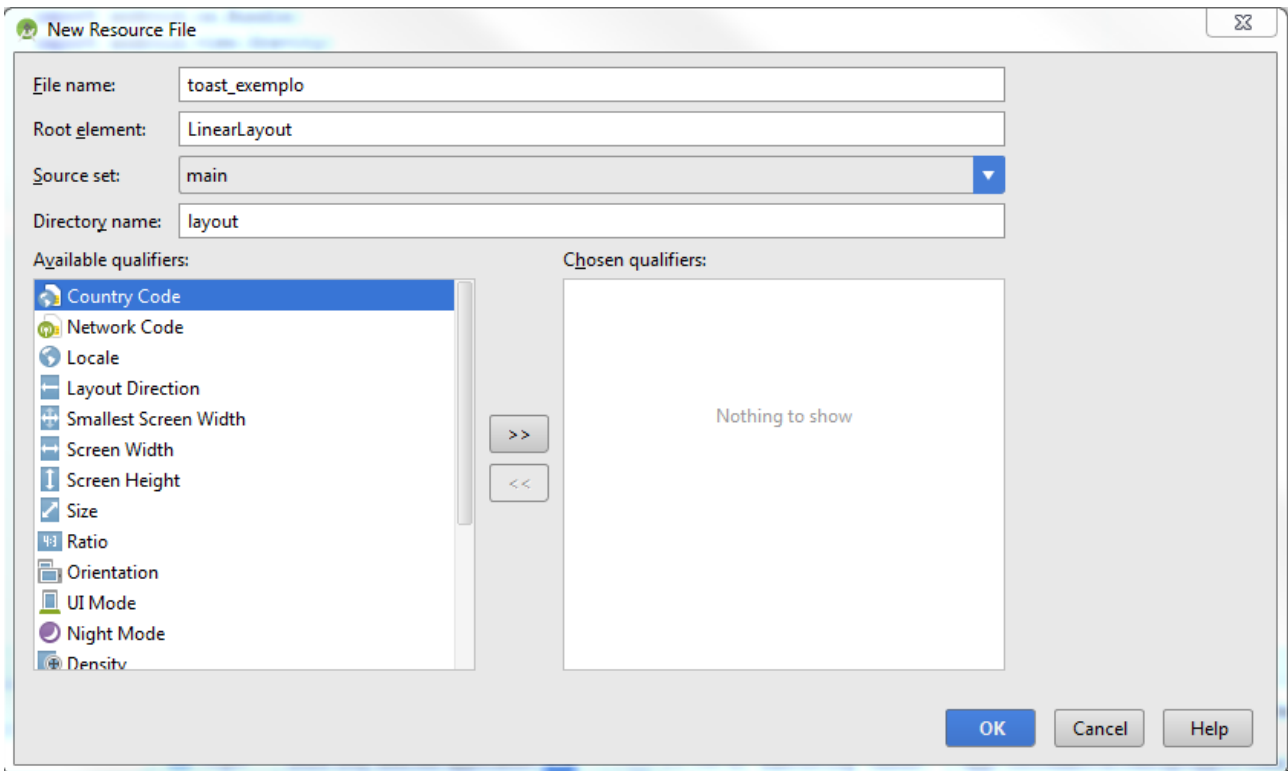 New Resource File
File name: toast_exemplo
Root element: LinearLayout
Source set: main
Directory name: layout
Available qualifiers:
Chosen qualifiers:
Country Code
Network Code
Locale
Layout Direction
Smallest Screen Width
Screen Width
Screen Height
Size
Ratio
Orientation
UI Mode
Night Mode
Density
>>
<<
Nothing to show
OK
Cancel
Help